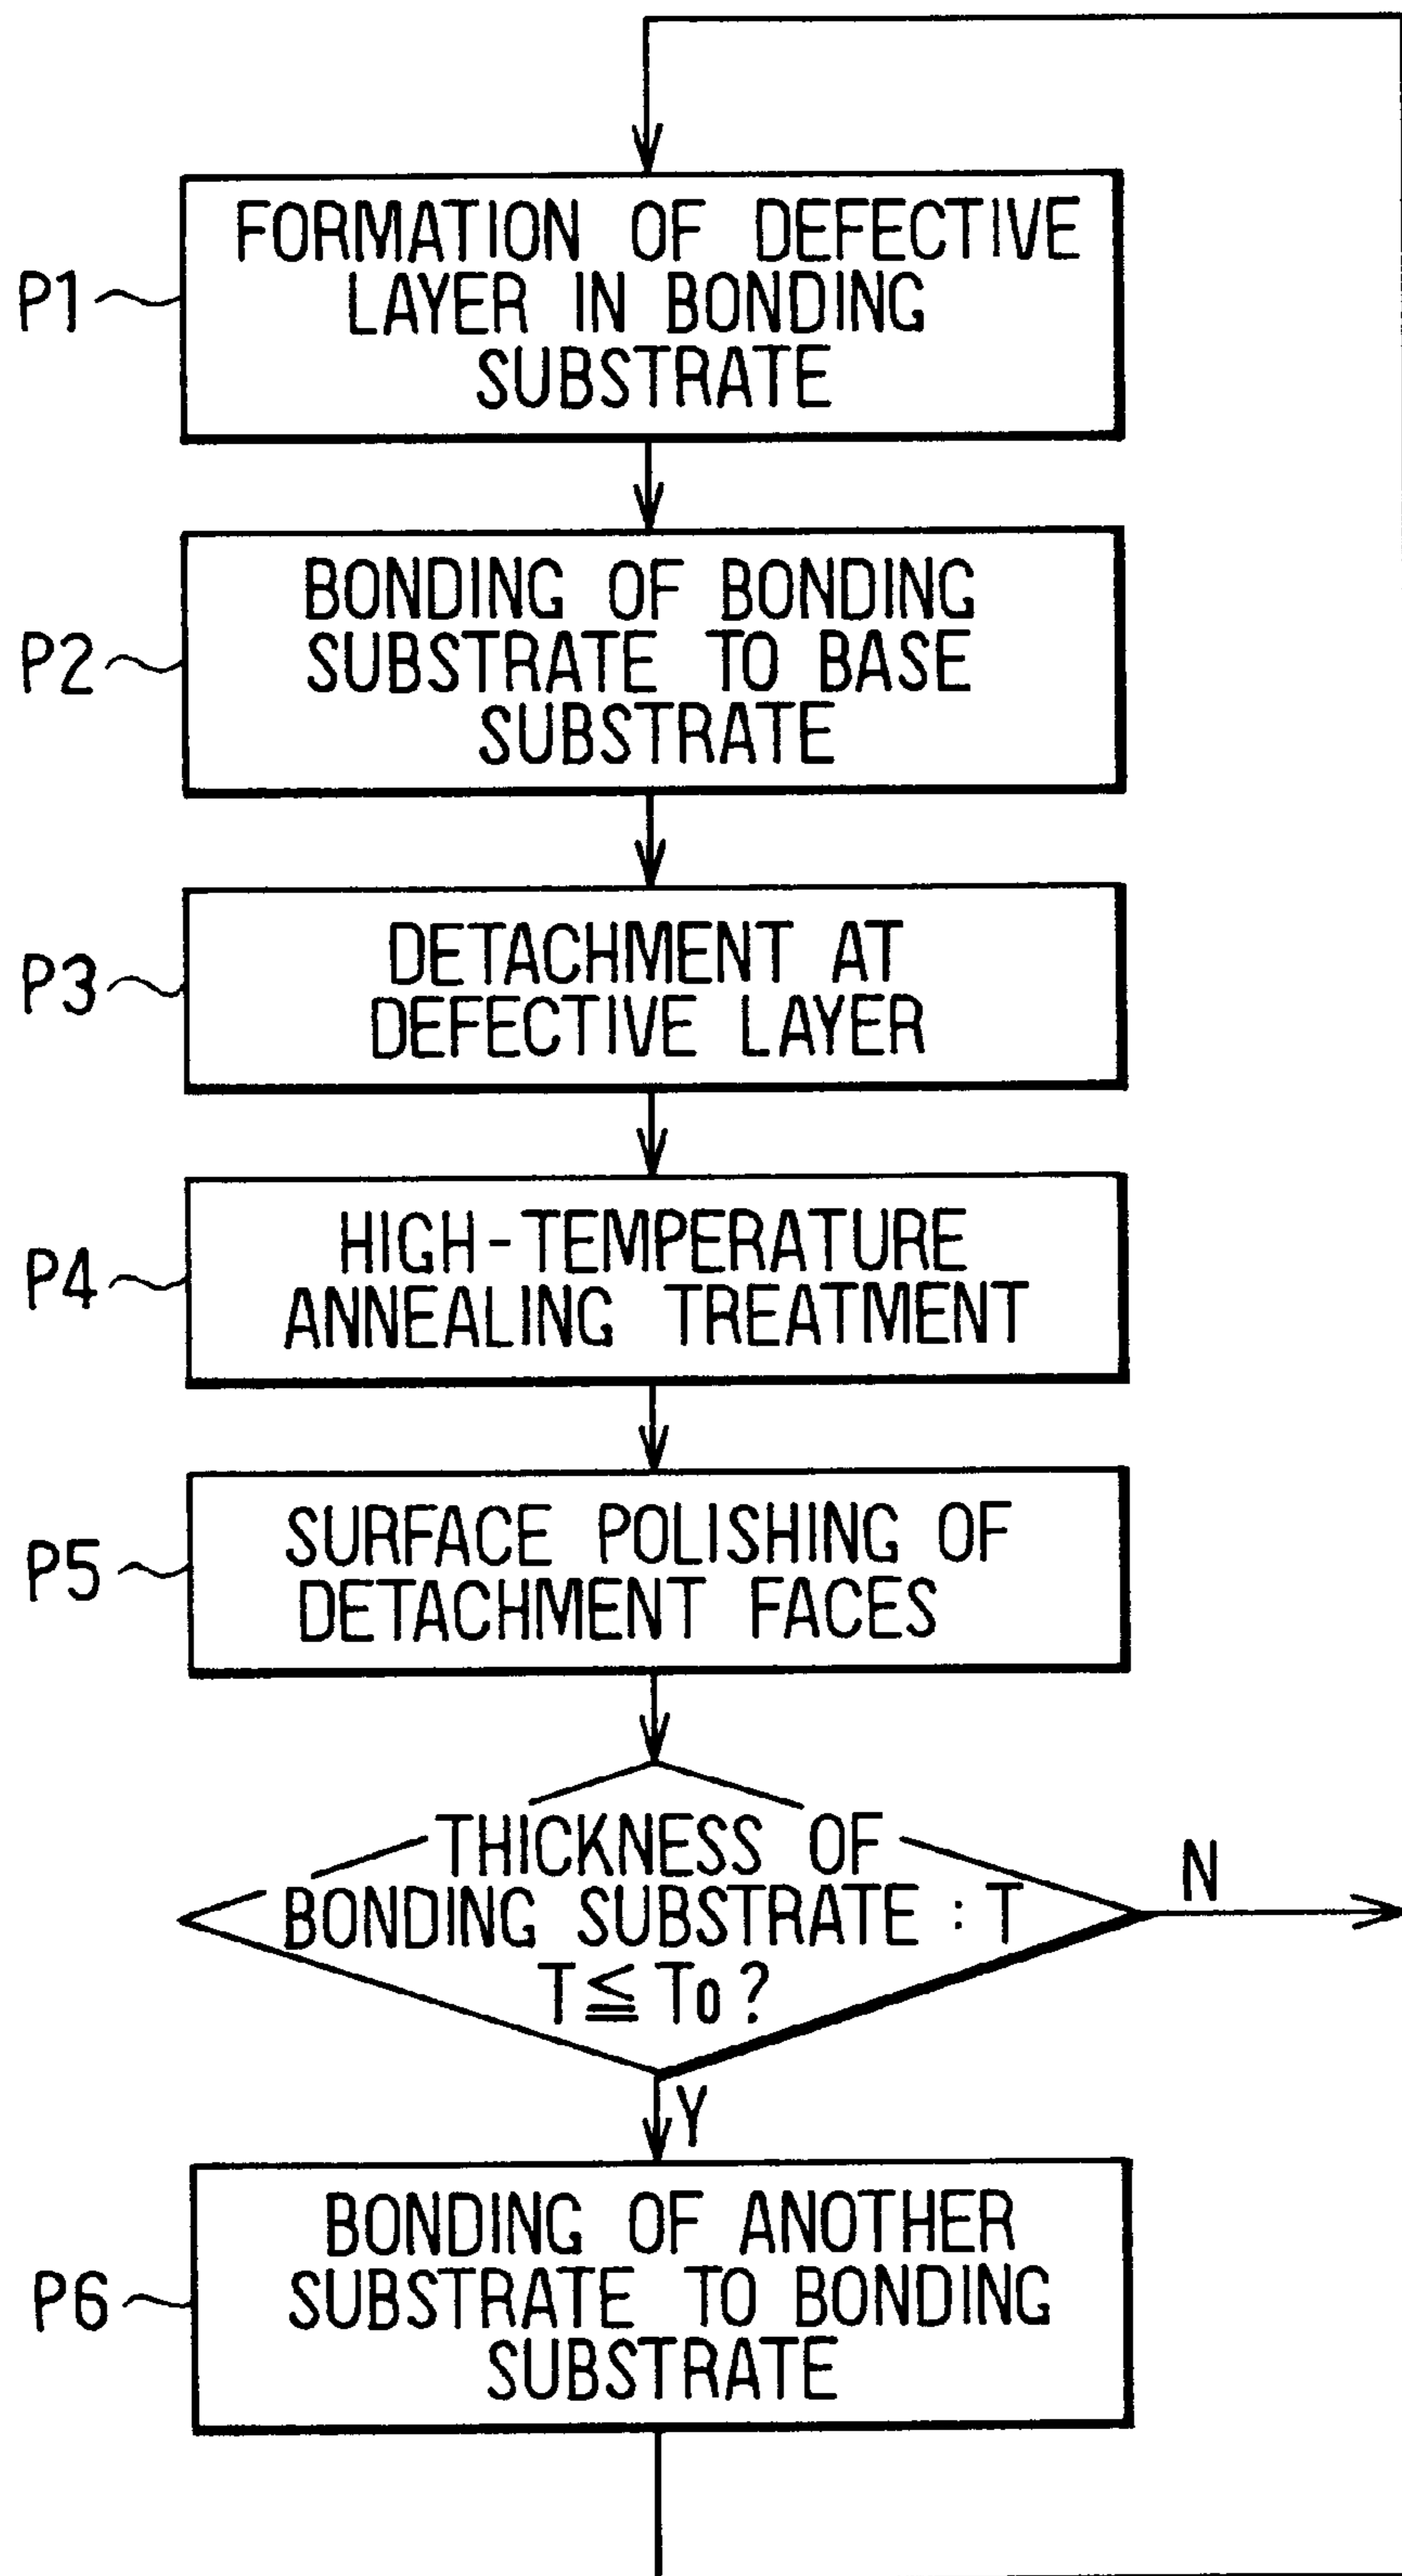 P1
FORMATION OF DEFECTIVE
LAYER IN BONDING
SUBSTRATE
P2
BONDING OF BONDING
SUBSTRATE TO BASE
SUBSTRATE
P3
DETACHMENT AT
DEFECTIVE LAYER
P4
HIGH-TEMPERATURE
ANNEALING TREATMENT
P5
SURFACE POLISHING OF
DETACHMENT FACES
THICKNESS OF
BONDING SUBSTRATE : T
T ≦ T0 ?
N
Y
P6
BONDING OF ANOTHER
SUBSTRATE TO BONDING
SUBSTRATE